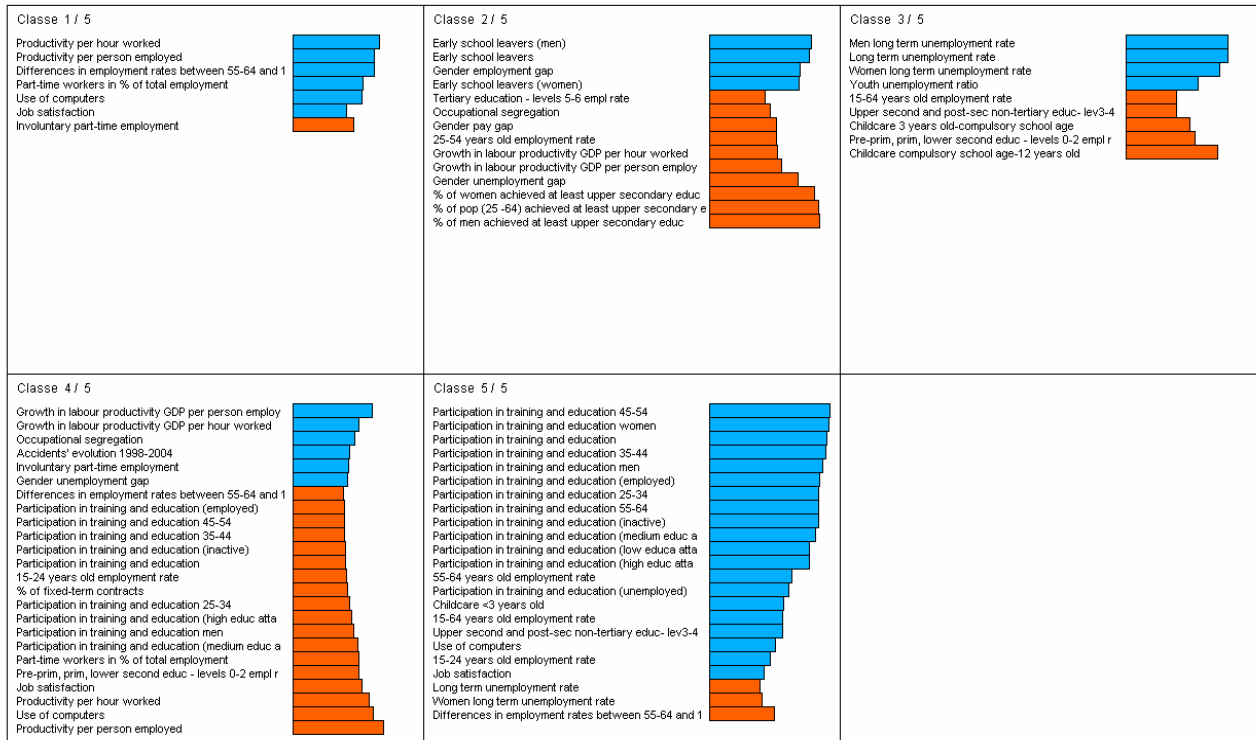 Classe 1 / 5
Productivity per hour worked
Productivity per person employed
Differences in employment rates between 55-64 and 1
Part-time workers in % of total employment
Use of computers
Job satisfaction
Involuntary part-time employment
Classe 2 / 5
Early school leavers (men)
Early school leavers
Gender employment gap
Early school leavers (women)
Tertiary education - levels 5-6 empl rate
Occupational segregation
Gender pay gap
25-54 years old employment rate
Growth in labour productivity GDP per hour worked
Growth in labour productivity GDP per person employ
Gender unemployment gap
% of women achieved at least upper secondary educ
% of pop (25 -64) achieved at least upper secondary e
% of men achieved at least upper secondary educ
Classe 3 / 5
Men long term unemployment rate
Long term unemployment rate
Women long term unemployment rate
Youth unemployment ratio
15-64 years old employment rate
Upper second and post-sec non-tertiary educ- lev3-4
Childcare 3 years old-compulsory school age
Pre-prim, prim, lower second educ - levels 0-2 empl r
Childcare compulsory school age-12 years old
Classe 4 / 5
Growth in labour productivity GDP per person employ
Growth in labour productivity GDP per hour worked
Occupational segregation
Accidents' evolution 1998-2004
Involuntary part-time employment
Gender unemployment gap
Differences in employment rates between 55-64 and 1
Participation in training and education (employed)
Participation in training and education 45-54
Participation in training and education 35-44
Participation in training and education (inactive)
Participation in training and education
15-24 years old employment rate
% of fixed-term contracts
Participation in training and education 25-34
Participation in training and education (high educ atta
Participation in training and education men
Participation in training and education (medium educ a
Part-time workers in % of total employment
Pre-prim, prim, lower second educ - levels 0-2 empl r
Job satisfaction
Productivity per hour worked
Use of computers
Productivity per person employed
Classe 5 / 5
Participation in training and education 45-54
Participation in training and education women
Participation in training and education
Participation in training and education 35-44
Participation in training and education men
Participation in training and education (employed)
Participation in training and education 25-34
Participation in training and education 55-64
Participation in training and education (inactive)
Participation in training and education (medium educ a
Participation in training and education (low educa atta
Participation in training and education (high educ atta
55-64 years old employment rate
Participation in training and education (unemployed)
Childcare <3 years old
15-64 years old employment rate
Upper second and post-sec non-tertiary educ- lev3-4
Use of computers
15-24 years old employment rate
Job satisfaction
Long term unemployment rate
Women long term unemployment rate
Differences in employment rates between 55-64 and 1